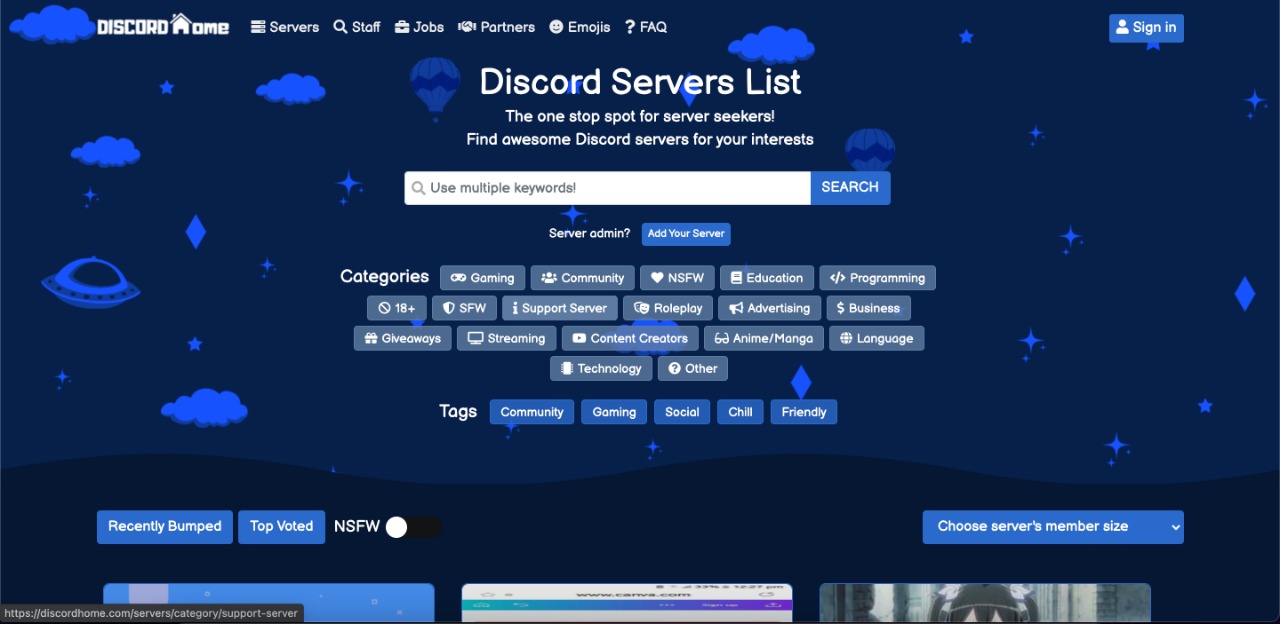 DISCORD Home Servers Staff Jobs Partners Emojis FAQ Sign in
Discord Servers List
The one stop spot for server seekers!
Find awesome Discord servers for your interests
Use multiple keywords! SEARCH
Server admin? Add Your Server
Categories Gaming Community NSFW Education Programming
18+ SFW Support Server Roleplay Advertising Business
Giveaways Streaming Content Creators Anime/Manga Language
Technology Other
Tags Community Gaming Social Chill Friendly
Recently Bumped Top Voted NSFW Choose server's member size
www.canva.com
Sign up
https://discordhome.com/servers/category/support-server